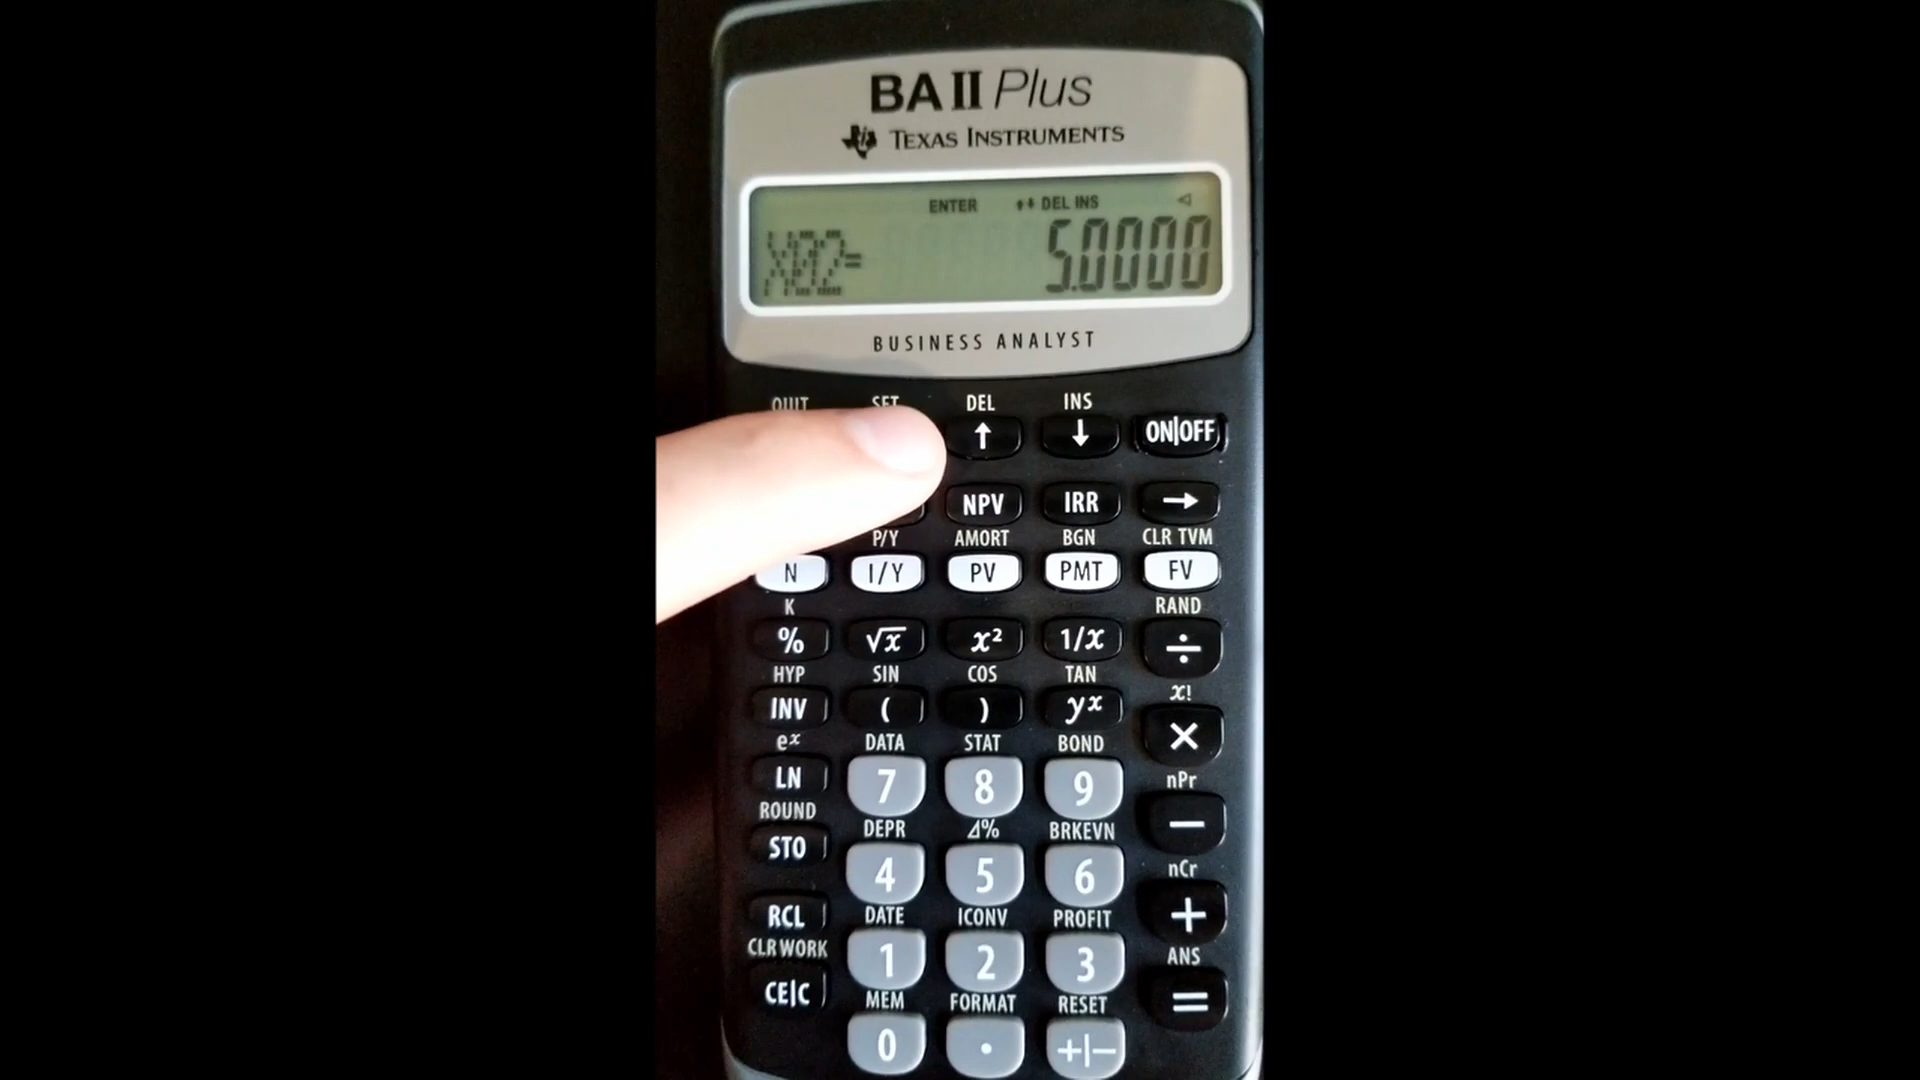 BA II Plus
TEXAS INSTRUMENTS
ENTER ↑↓ DEL INS ◁
X02= 5.0000
BUSINESS ANALYST
QUIT SET DEL INS
↑ ↓ ON|OFF
NPV IRR →
P/Y AMORT BGN CLR TVM
N I/Y PV PMT FV
K RAND
% √x x² 1/x ÷
HYP SIN COS TAN x!
INV ( ) yˣ ×
eˣ DATA STAT BOND nPr
LN 7 8 9 −
ROUND DEPR Δ% BRKEVN nCr
STO 4 5 6 +
RCL DATE ICONV PROFIT
CLR WORK 1 2 3 ANS
CE|C MEM FORMAT RESET =
0 . +|−